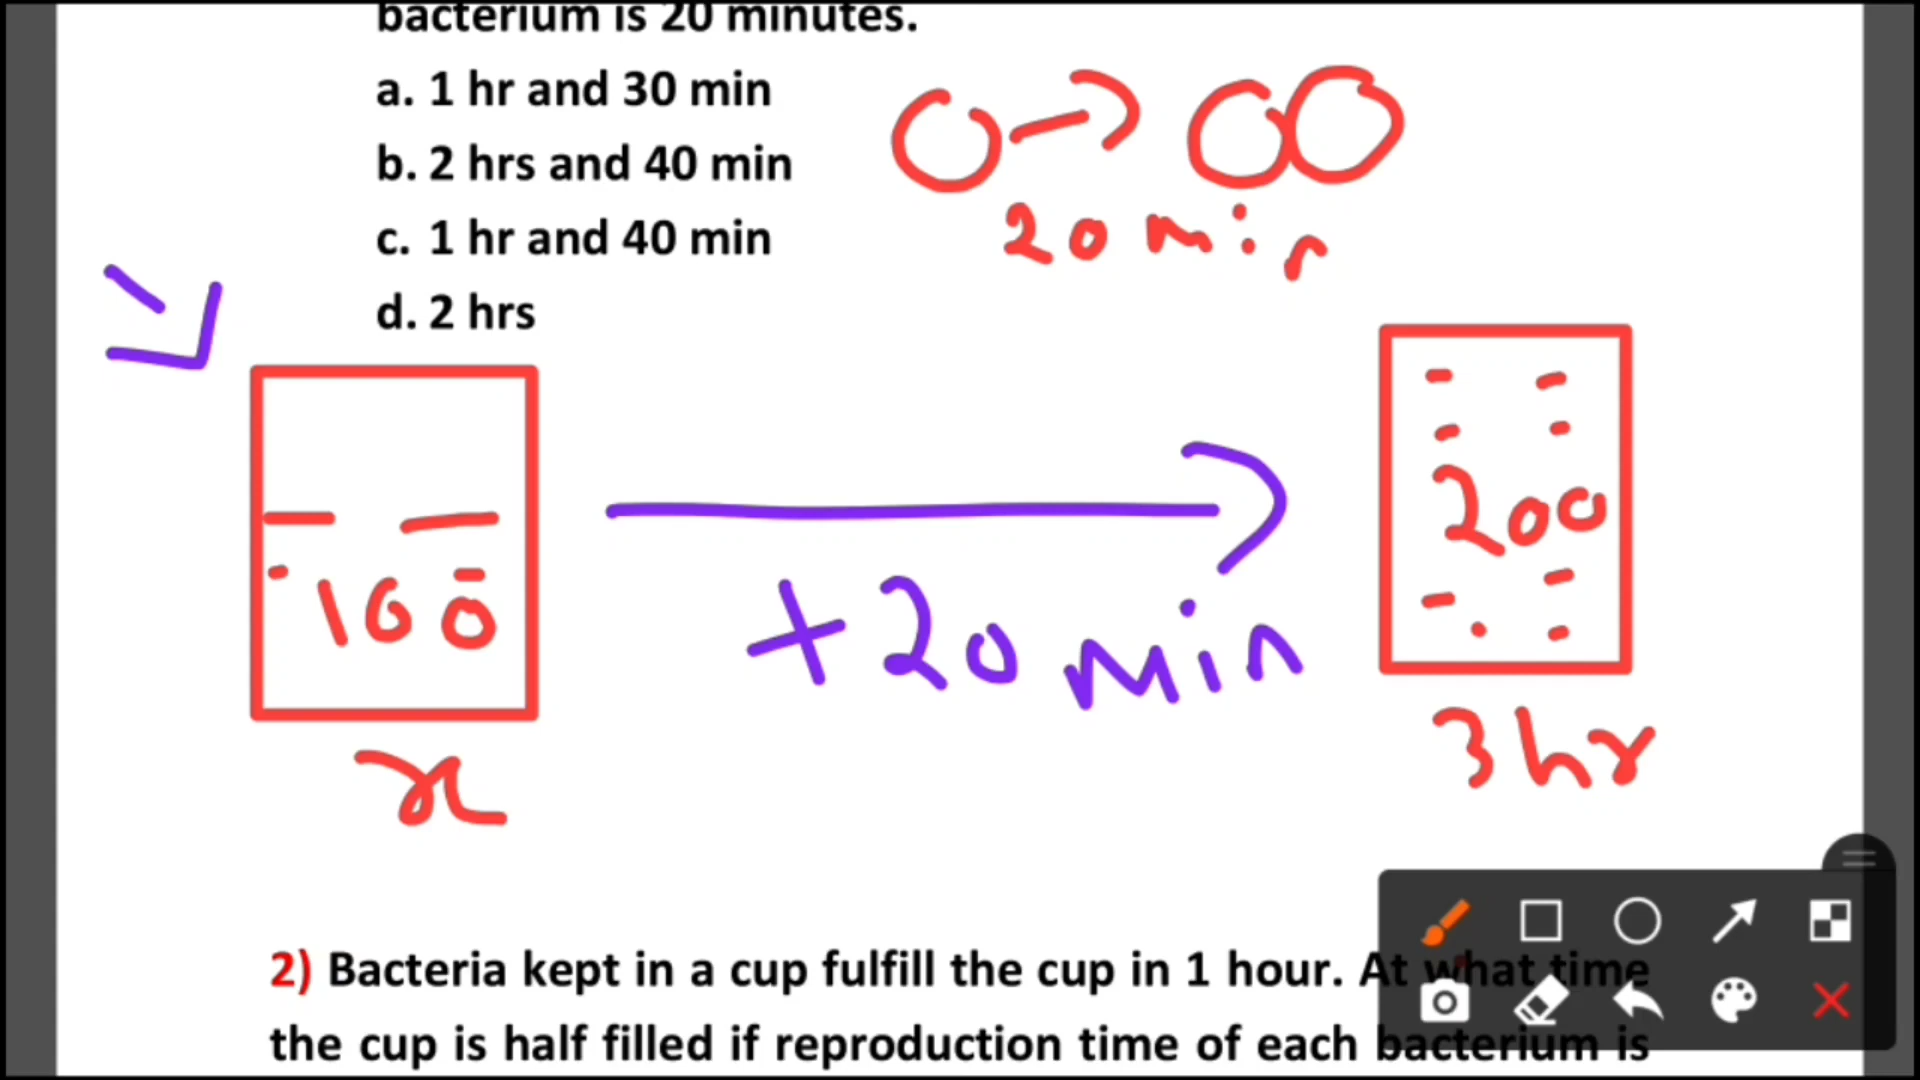 bacterium is 20 minutes.
a. 1 hr and 30 min
b. 2 hrs and 40 min
c. 1 hr and 40 min
d. 2 hrs
20 min
100
200
+20 min
x
3hr
2) Bacteria kept in a cup fulfill the cup in 1 hour. At what time
the cup is half filled if reproduction time of each bacterium is